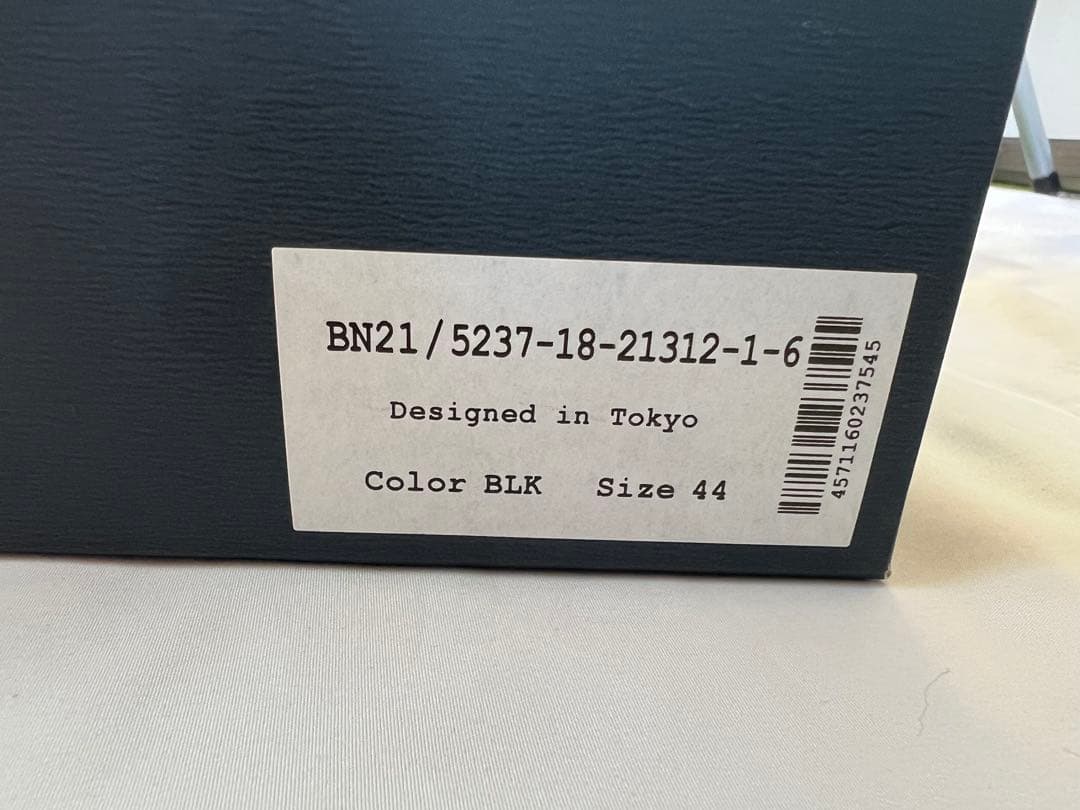 BN21/5237-18-21312-1-6
Designed in Tokyo
Color BLK Size 44
4571160237545